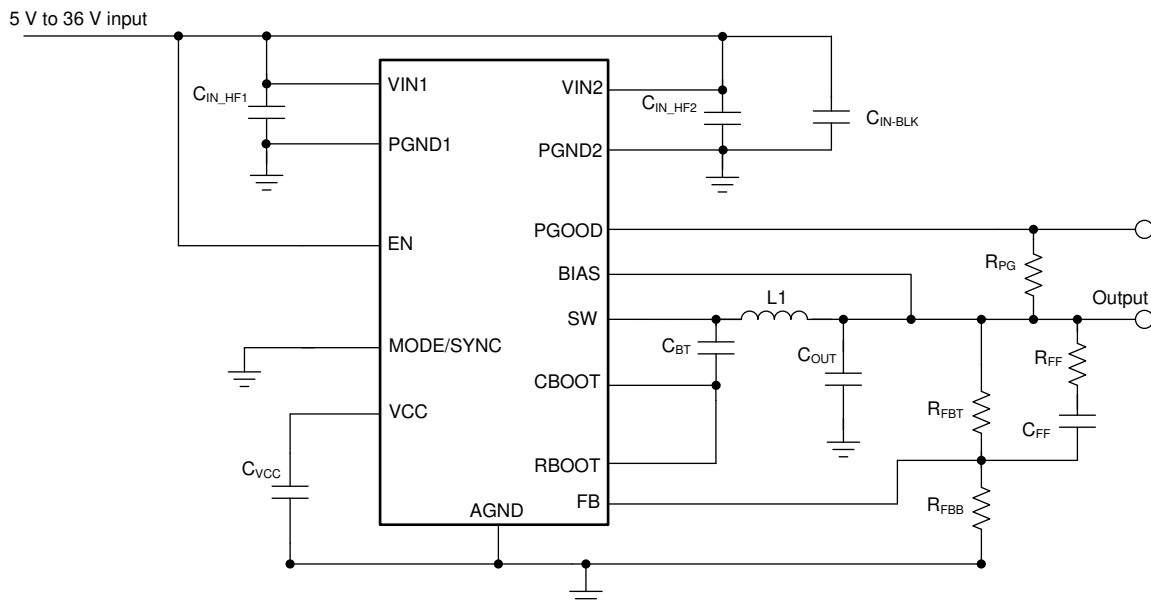 5 V to 36 V input
VIN1
VIN2
C_IN_HF1
C_IN_HF2
C_IN-BLK
PGND1
PGND2
PGOOD
EN
BIAS
R_PG
L1
Output
SW
MODE/SYNC
C_BT
C_OUT
R_FF
CBOOT
VCC
R_FBT
C_FF
C_VCC
RBOOT
FB
R_FBB
AGND